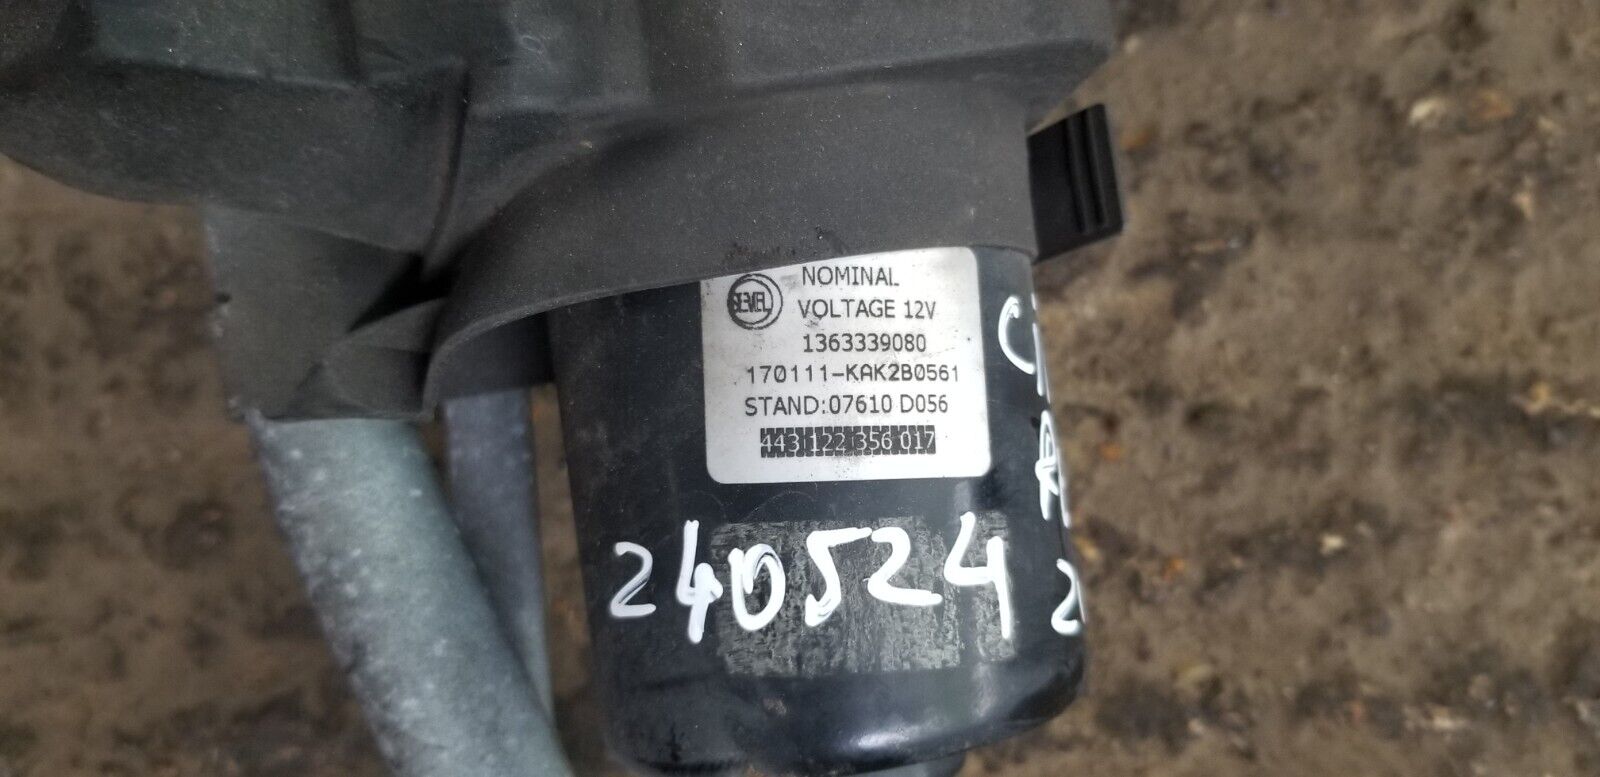 SEVEL
NOMINAL
VOLTAGE 12V
1363339080
170111-KAK2B0561
STAND:07610 D056
443 122 356 017
240524